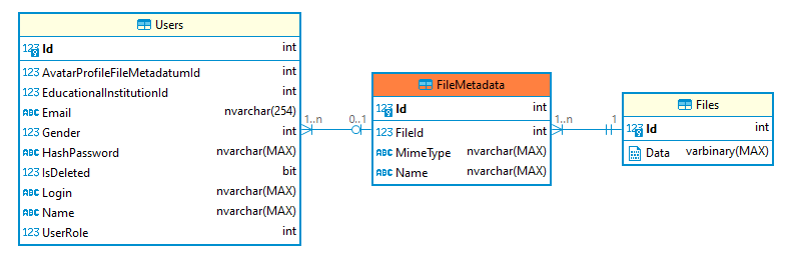 Users
123 Id int
123 AvatarProfileFileMetadatumId int
123 EducationalInstitutionId int
ABC Email nvarchar(254)
123 Gender int
ABC HashPassword nvarchar(MAX)
123 IsDeleted bit
ABC Login nvarchar(MAX)
ABC Name nvarchar(MAX)
123 UserRole int
1..n
0..1
FileMetadata
123 Id int
123 FileId int
ABC MimeType nvarchar(MAX)
ABC Name nvarchar(MAX)
1..n
1
Files
123 Id int
Data varbinary(MAX)